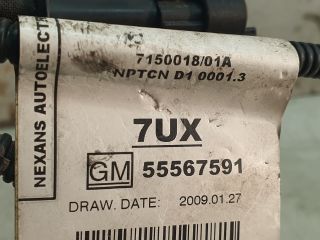 NEXANS AUTOELECT
7150018/01A
NPTCN D1 0001.3
7UX
GM 55567591
DRAW. DATE: 2009.01.27